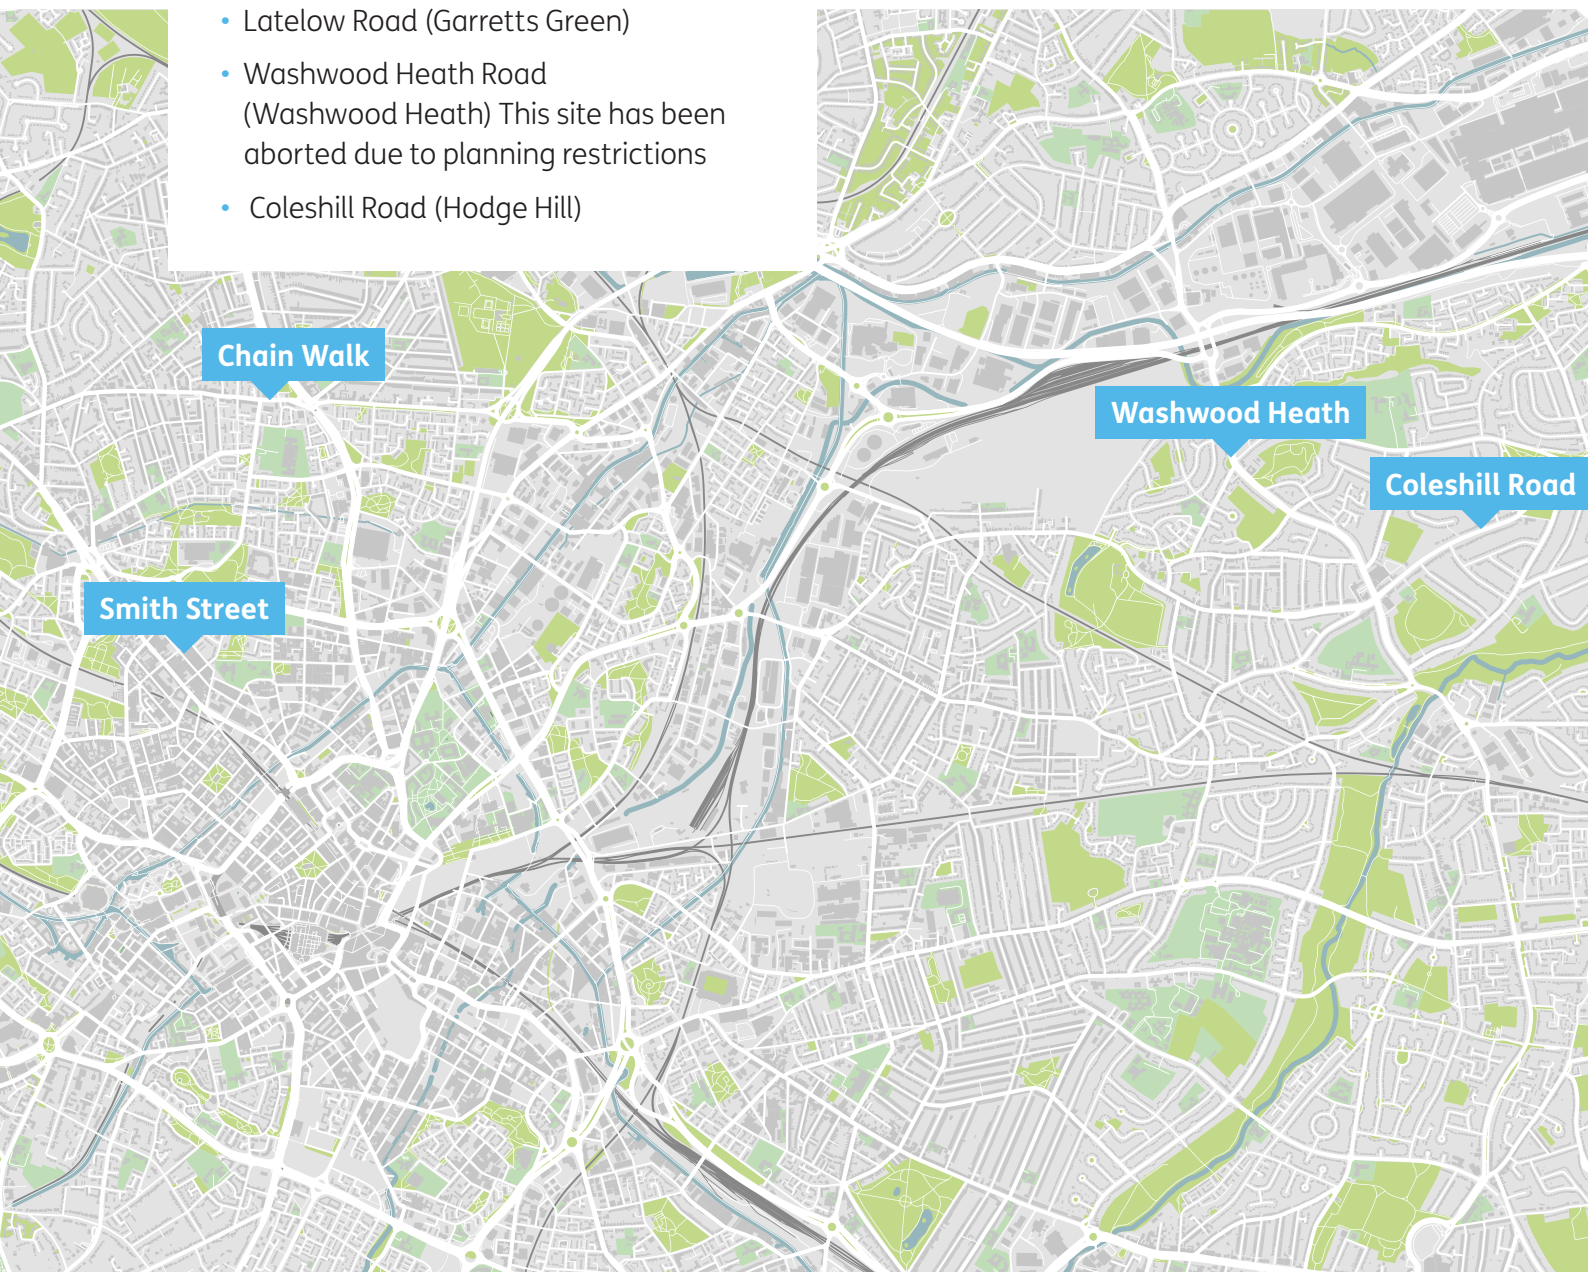 • Latelow Road (Garretts Green)
• Washwood Heath Road
(Washwood Heath) This site has been
aborted due to planning restrictions
• Coleshill Road (Hodge Hill)
Chain Walk
Washwood Heath
Coleshill Road
Smith Street